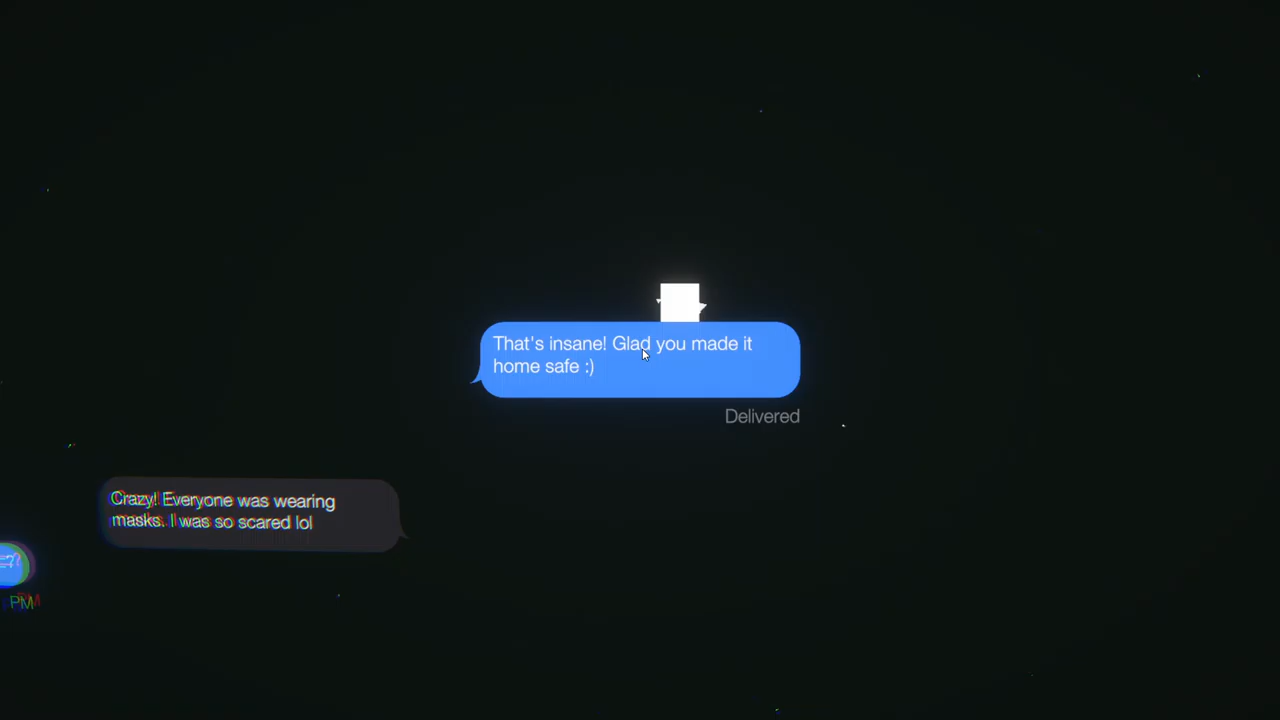 That's insane! Glad you made it
home safe :)
Delivered
Crazy! Everyone was wearing
masks. I was so scared lol
PM